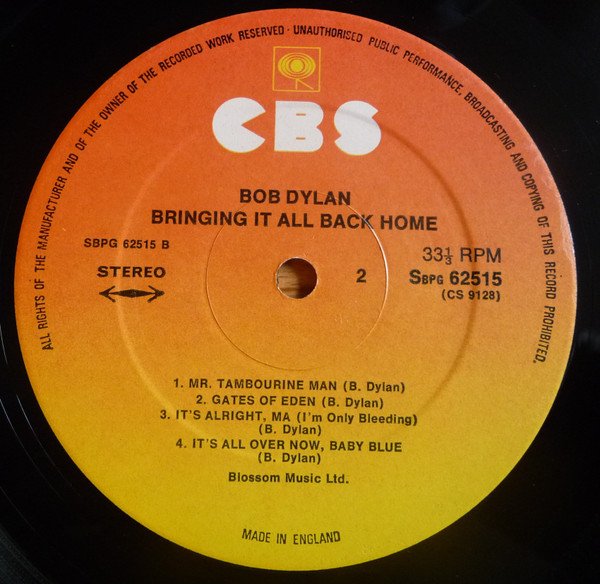 ALL RIGHTS OF THE MANUFACTURER AND OF THE OWNER OF THE RECORDED WORK RESERVED · UNAUTHORISED PUBLIC PERFORMANCE, BROADCASTING AND COPYING OF THIS RECORD PROHIBITED.
CBS
BOB DYLAN
BRINGING IT ALL BACK HOME
SBPG 62515 B
33⅓ RPM
STEREO
2
SBPG 62515
(CS 9128)
1. MR. TAMBOURINE MAN (B. Dylan)
2. GATES OF EDEN (B. Dylan)
3. IT'S ALRIGHT, MA (I'm Only Bleeding)
(B. Dylan)
4. IT'S ALL OVER NOW, BABY BLUE
(B. Dylan)
Blossom Music Ltd.
MADE IN ENGLAND